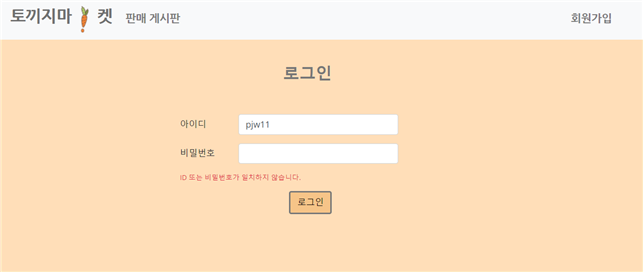 토끼지마 켓 판매 게시판 회원가입
로그인
아이디 pjw11
비밀번호
ID 또는 비밀번호가 일치하지 않습니다.
로그인